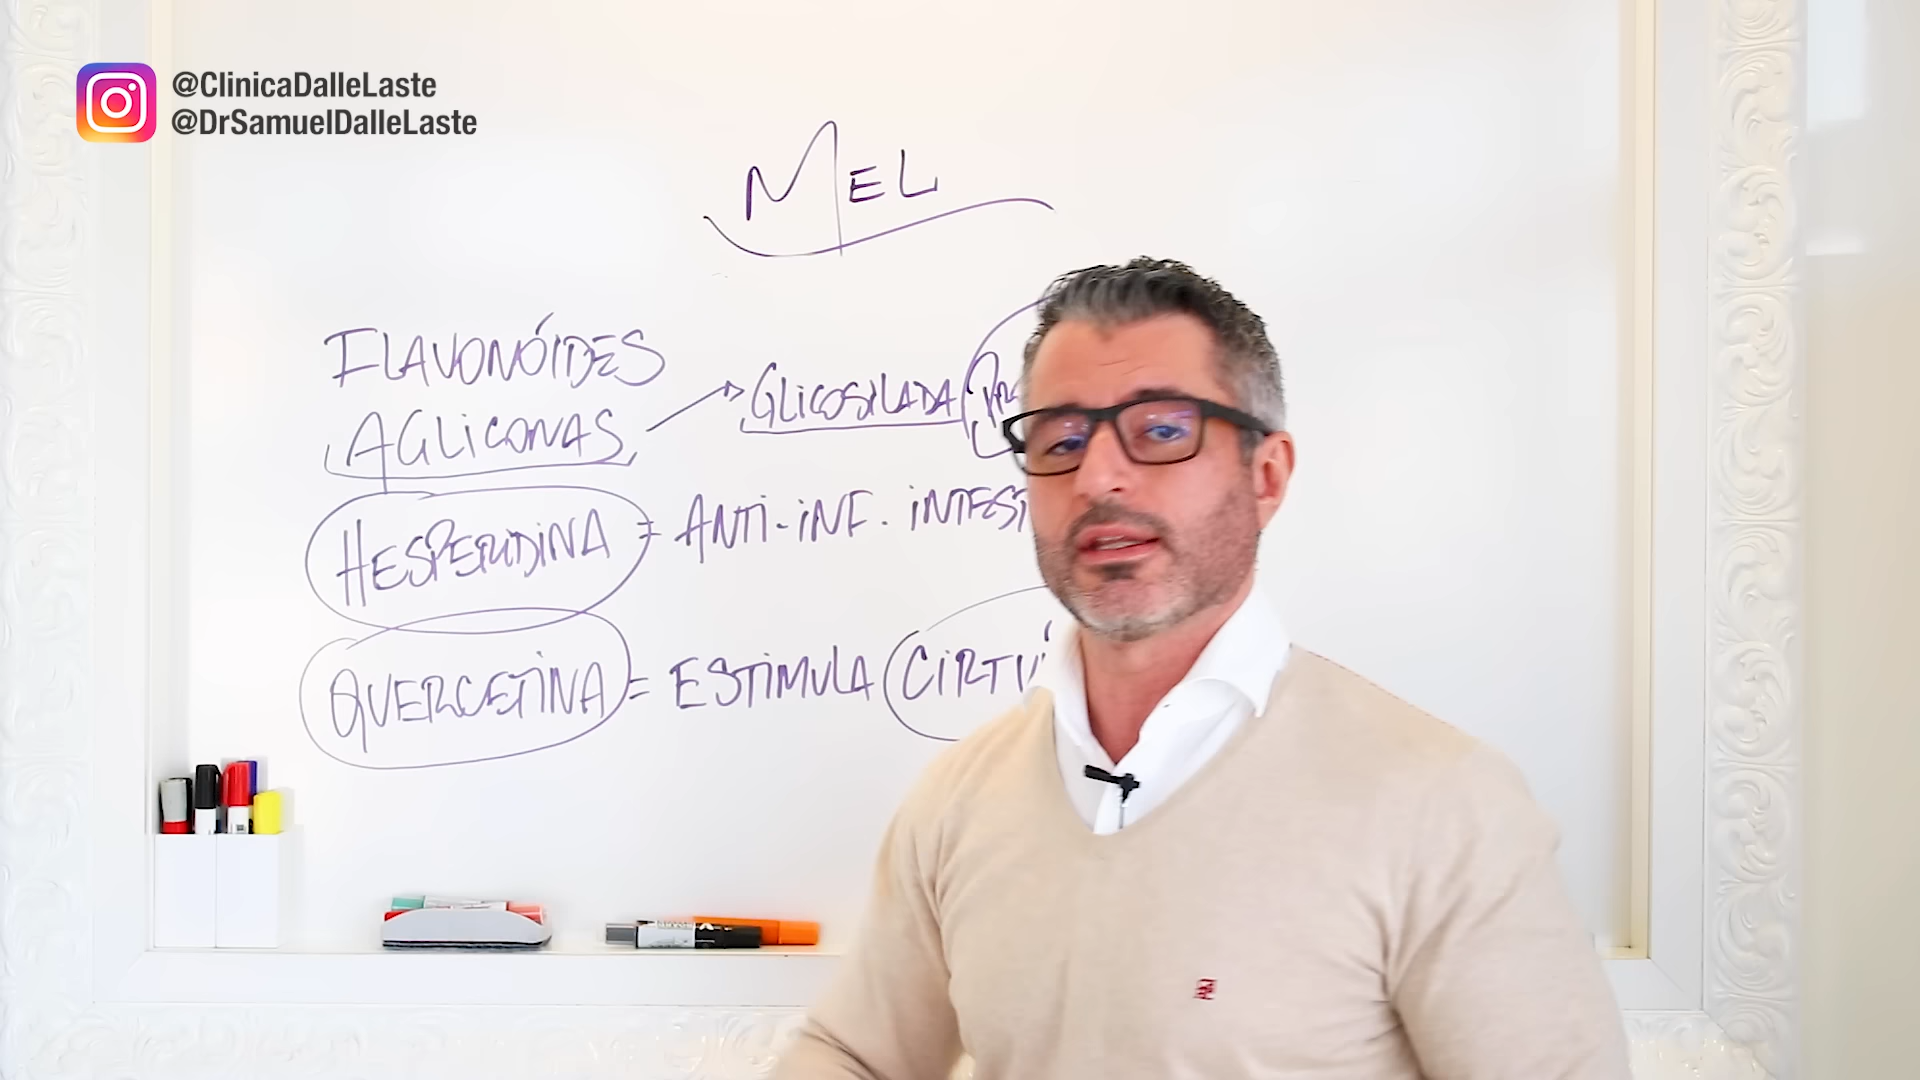 @ClinicaDalleLaste
@DrSamuelDalleLaste
MEL
FLAVONÓIDES
AGLICONAS → GLICOSILADA
HESPERIDINA = ANTI-INF.
QUERCETINA = ESTIMULA